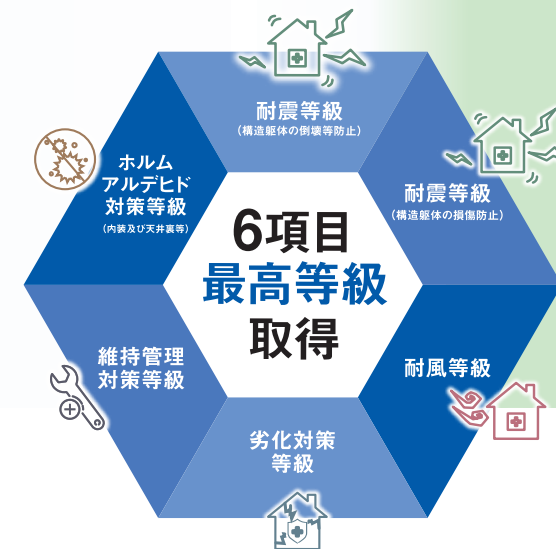 耐震等級
(構造躯体の倒壊等防止)
耐震等級
(構造躯体の損傷防止)
耐風等級
劣化対策
等級
維持管理
対策等級
ホルム
アルデヒド
対策等級
(内装及び天井裏等)
6項目
最高等級
取得